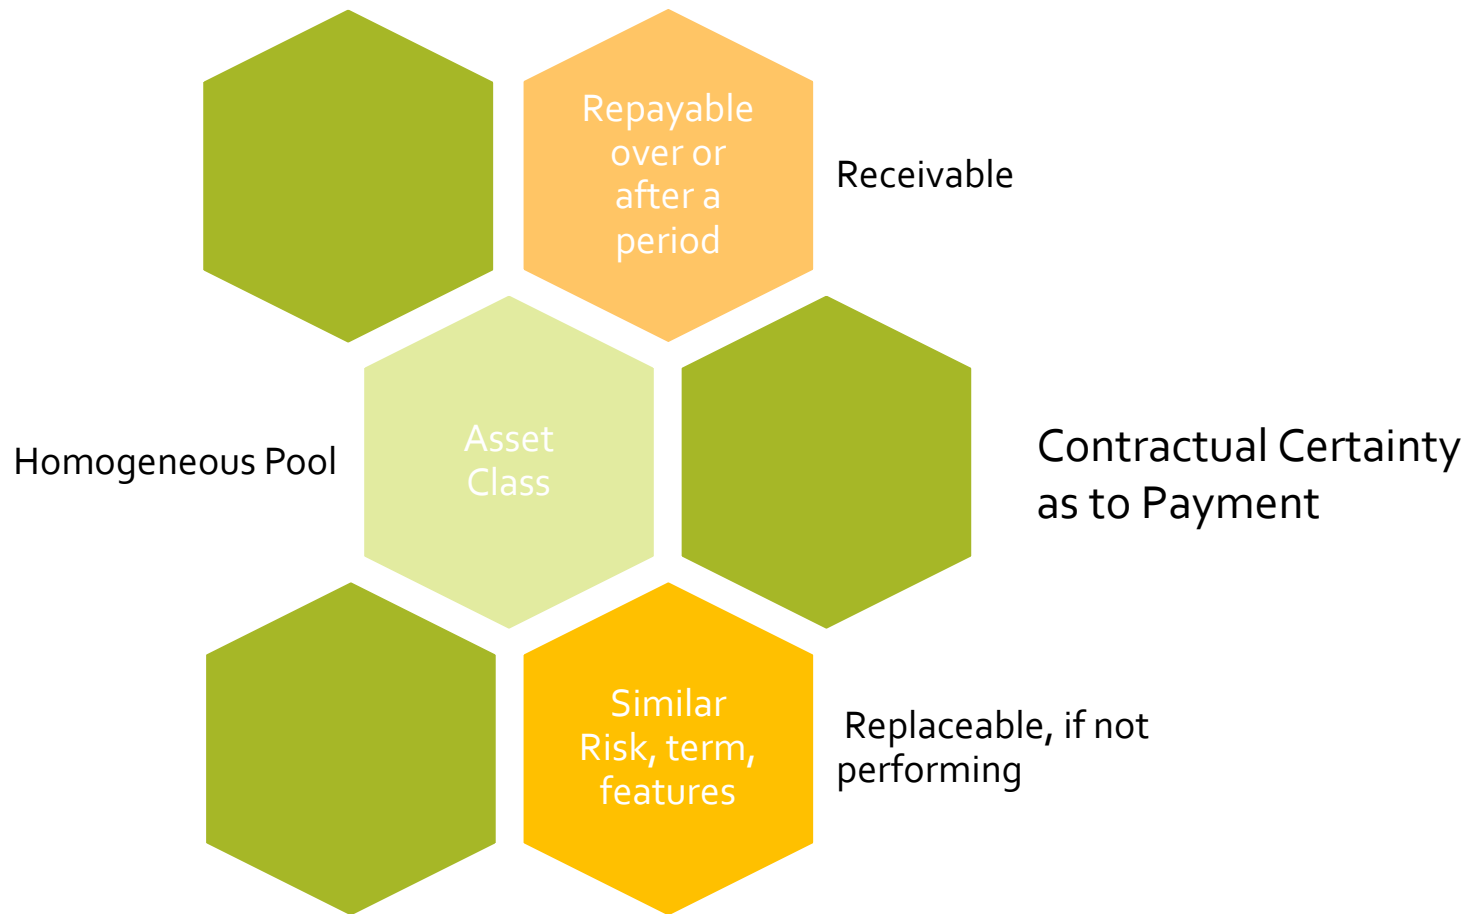 Repayable
over or
after a
period
Receivable
Homogeneous Pool
Asset
Class
Contractual Certainty
as to Payment
Similar
Risk, term,
features
Replaceable, if not
performing